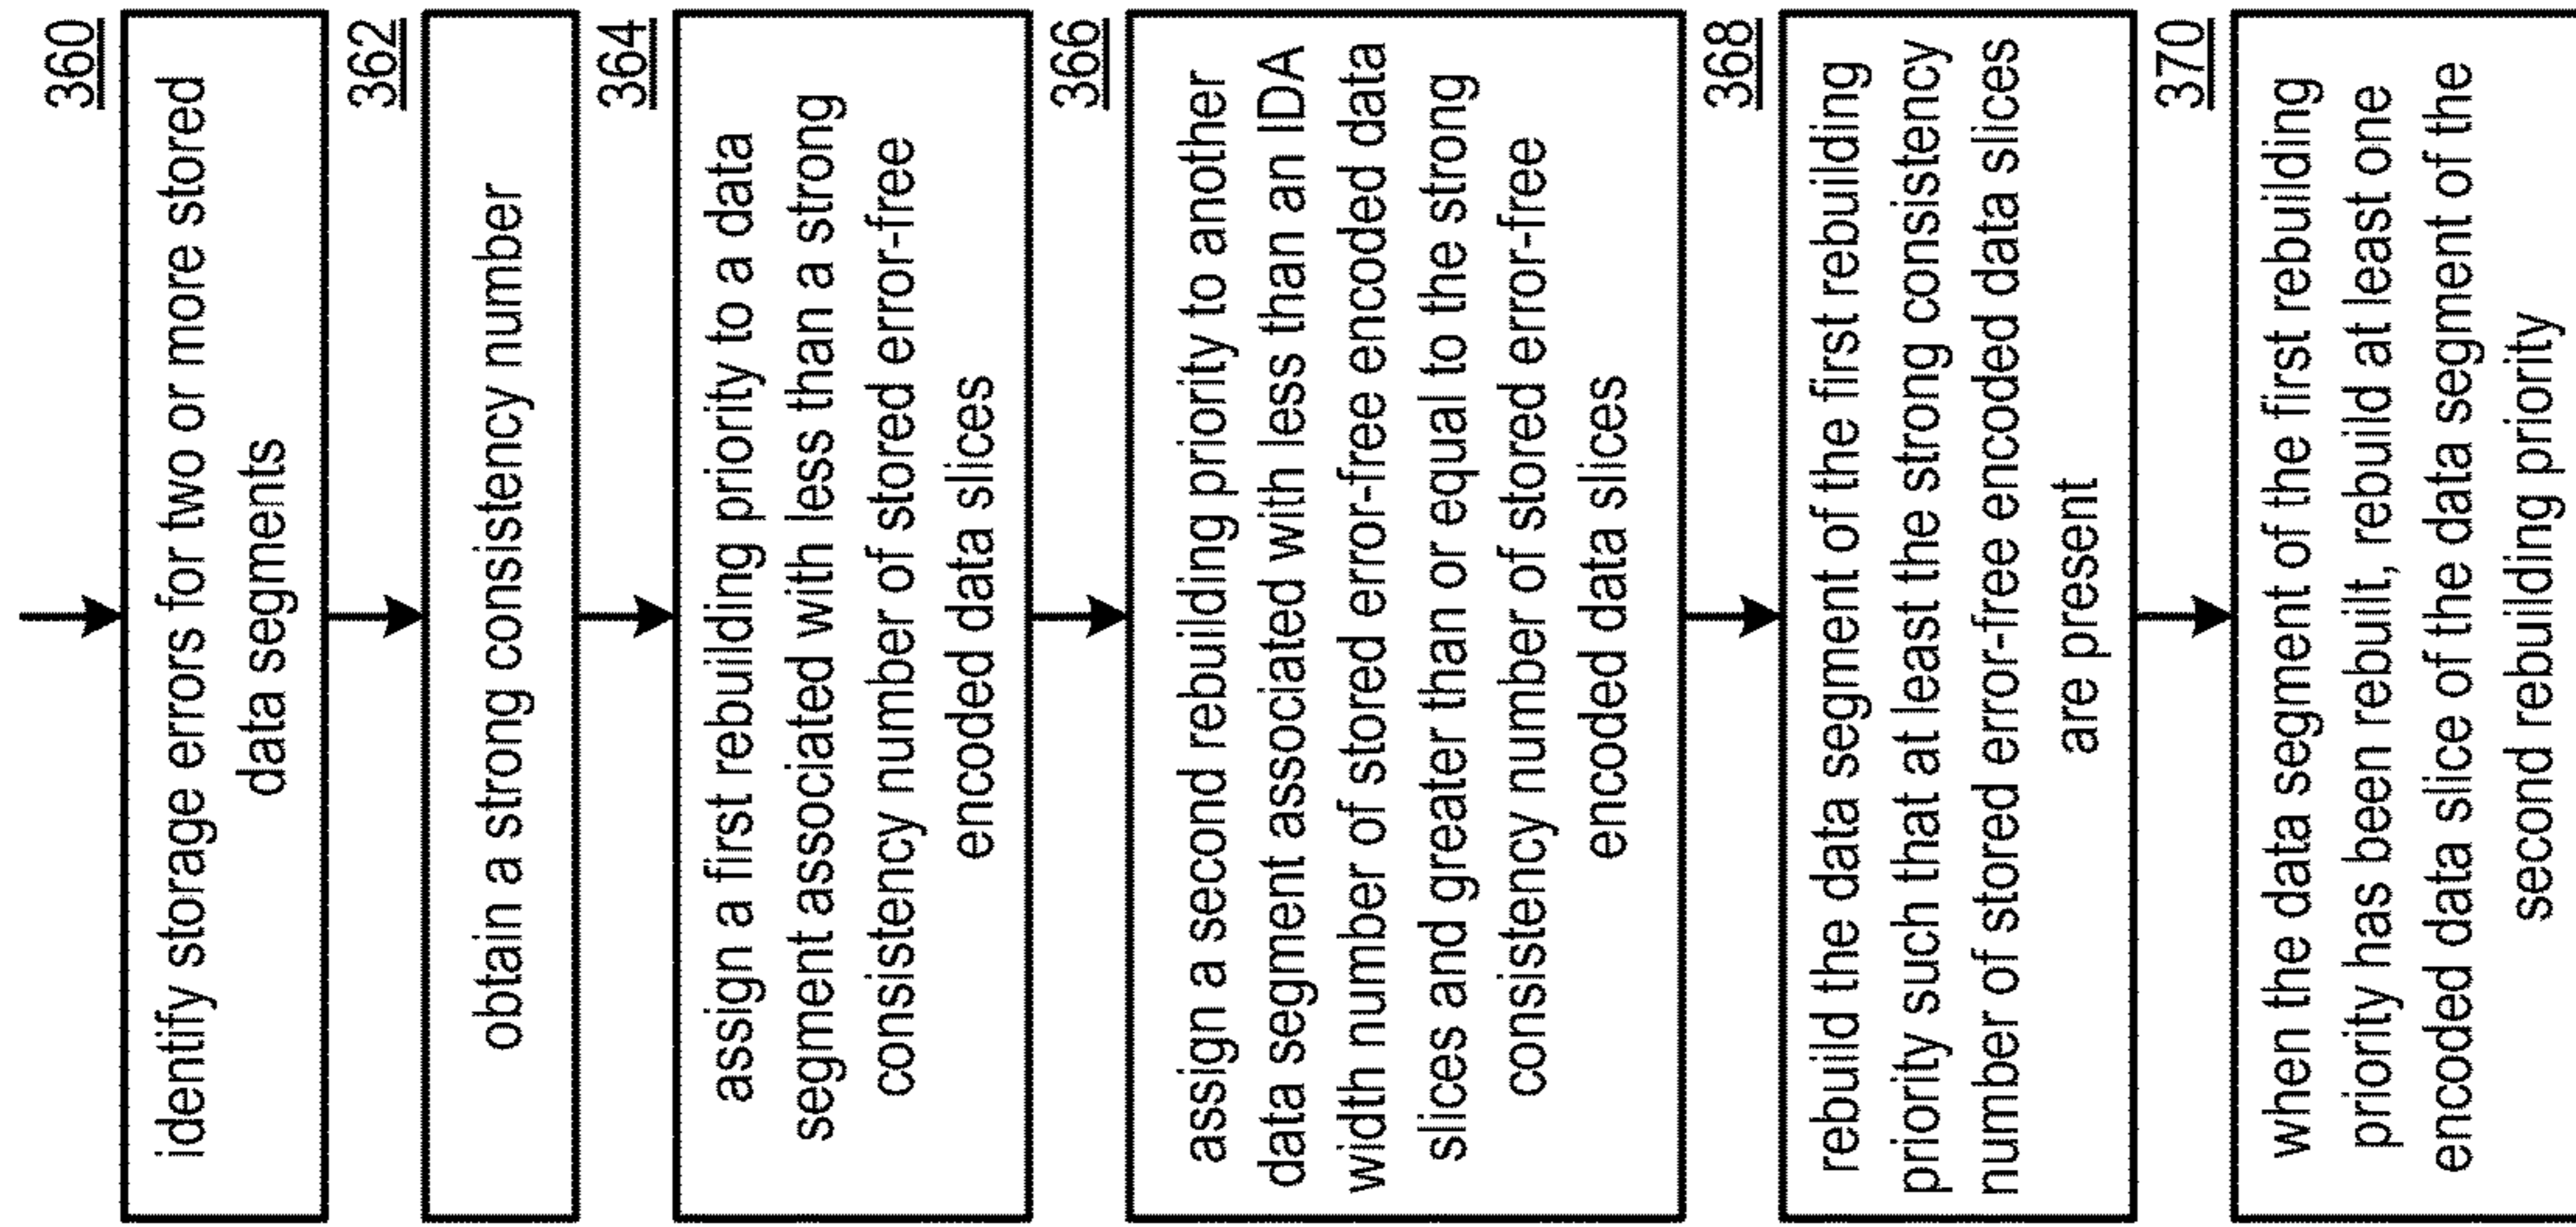 360
identify storage errors for two or more stored
data segments
362
obtain a strong consistency number
364
assign a first rebuilding priority to a data
segment associated with less than a strong
consistency number of stored error-free
encoded data slices
366
assign a second rebuilding priority to another
data segment associated with less than an IDA
width number of stored error-free encoded data
slices and greater than or equal to the strong
consistency number of stored error-free
encoded data slices
368
rebuild the data segment of the first rebuilding
priority such that at least the strong consistency
number of stored error-free encoded data slices
are present
370
when the data segment of the first rebuilding
priority has been rebuilt, rebuild at least one
encoded data slice of the data segment of the
second rebuilding priority